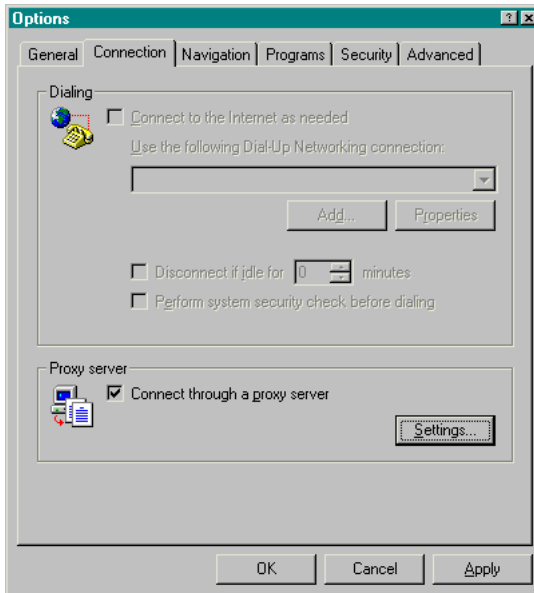 Options
General Connection Navigation Programs Security Advanced
Dialing
Connect to the Internet as needed
Use the following Dial-Up Networking connection:
Add... Properties
Disconnect if idle for 0 minutes
Perform system security check before dialing
Proxy server
Connect through a proxy server
Settings...
OK Cancel Apply